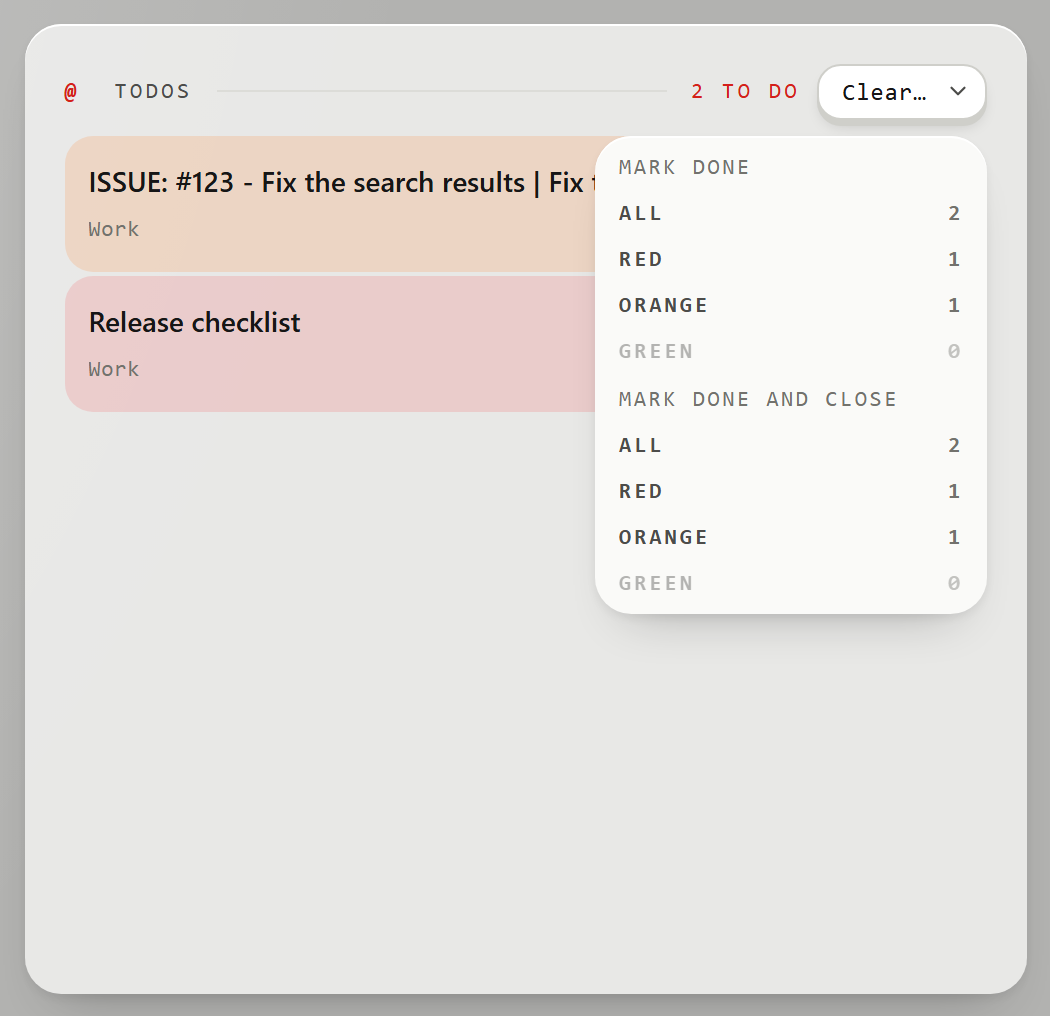 @ TODOS 2 TO DO Clear…
ISSUE: #123 - Fix the search results | Fix
Work
Release checklist
Work
MARK DONE
ALL 2
RED 1
ORANGE 1
GREEN 0
MARK DONE AND CLOSE
ALL 2
RED 1
ORANGE 1
GREEN 0